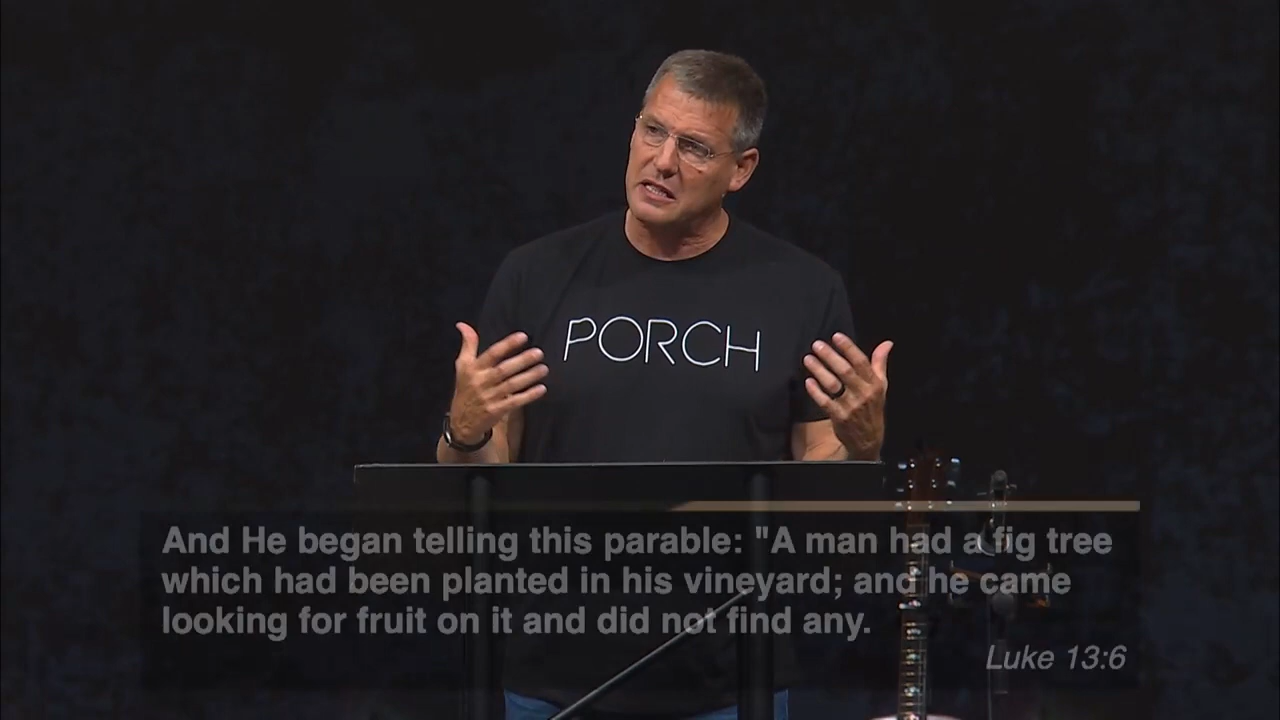 PORCH
And He began telling this parable: "A man had a fig tree
which had been planted in his vineyard; and he came
looking for fruit on it and did not find any.
Luke 13:6